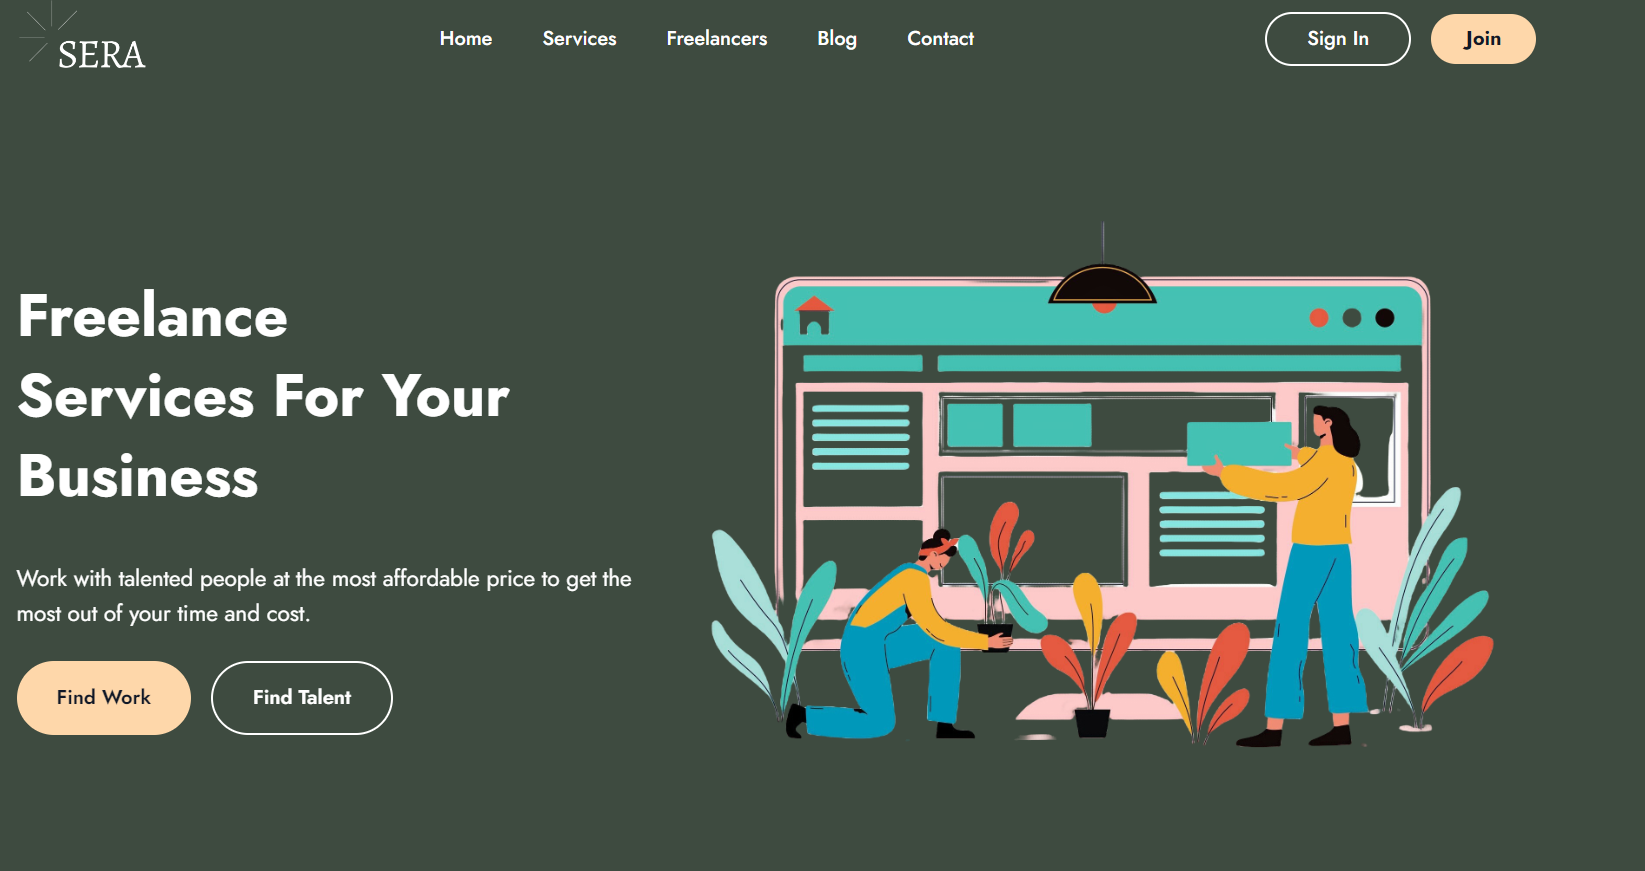 SERA
Home Services Freelancers Blog Contact
Sign In Join
Freelance
Services For Your
Business
Work with talented people at the most affordable price to get the
most out of your time and cost.
Find Work Find Talent